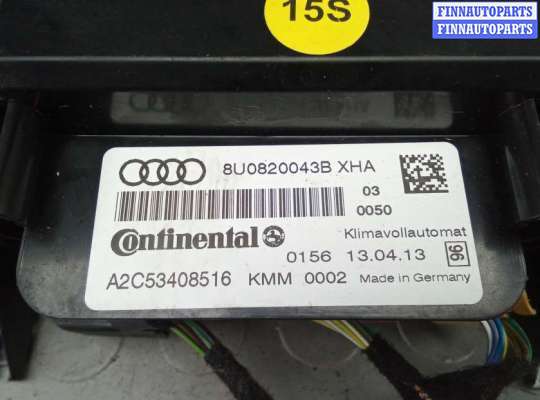 15S
FINNAUTOPARTS
FINNAUTOPARTS
8U0820043B XHA
03
0050
Continental
Klimavollautomat
0156 13.04.13
96
A2C53408516 KMM 0002 Made in Germany